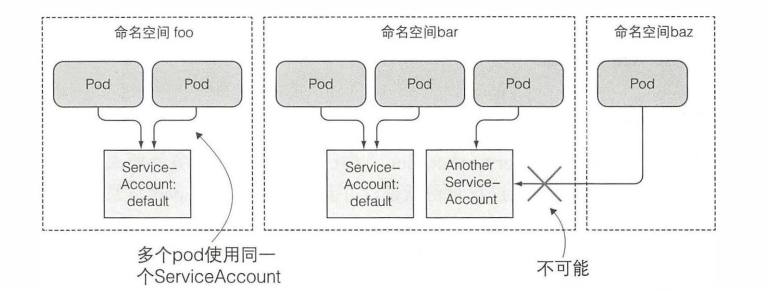 命名空间 foo
命名空间bar
命名空间baz
Pod
Pod
Pod
Pod
Pod
Pod
Service-
Account:
default
Service-
Account:
default
Another
Service-
Account
多个pod使用同一
个ServiceAccount
不可能